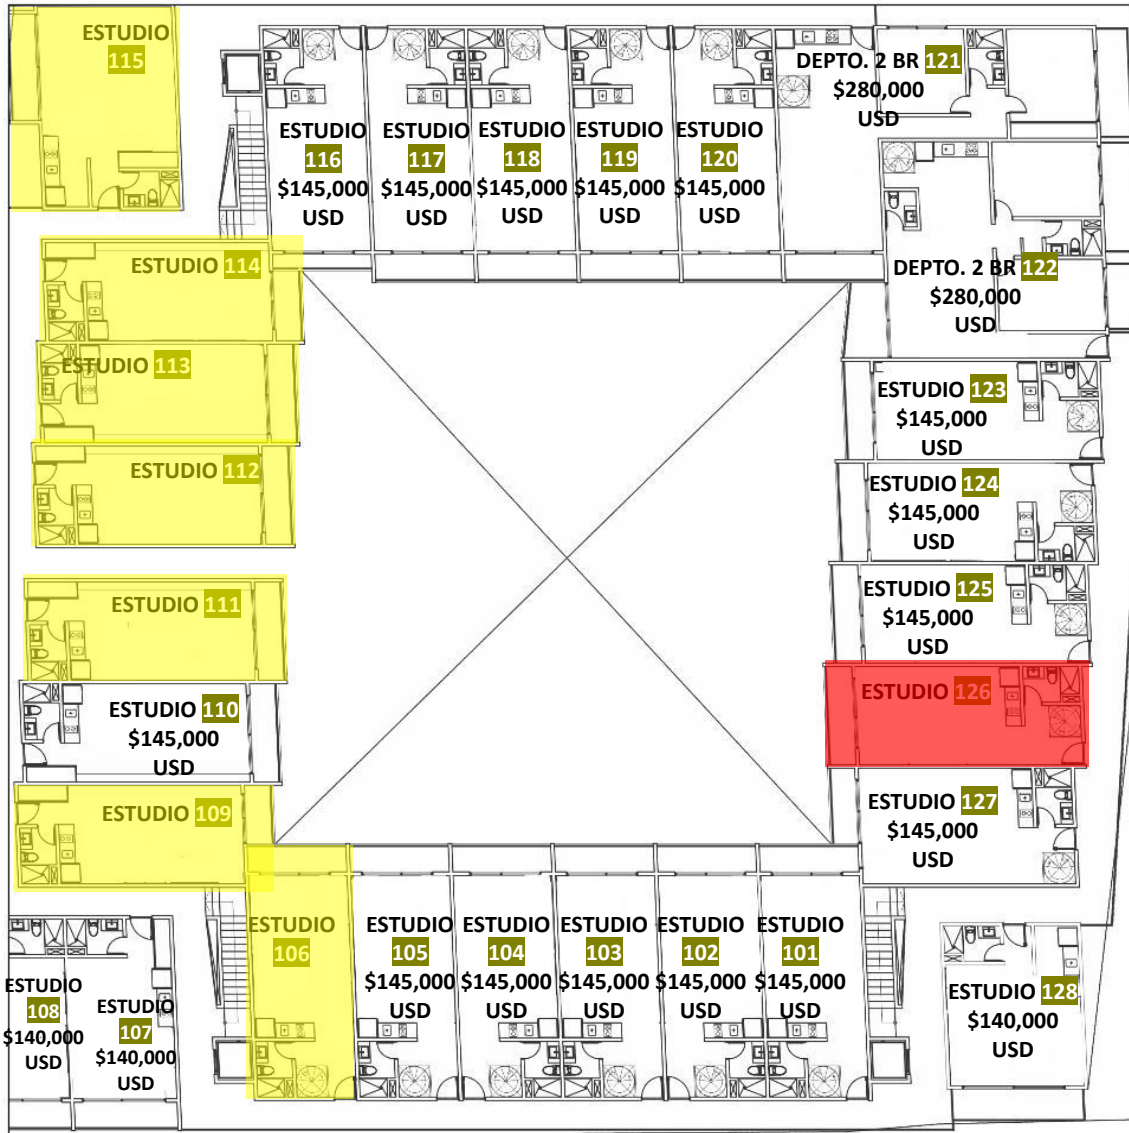 ESTUDIO
115
ESTUDIO
116
$145,000
USD
ESTUDIO
117
$145,000
USD
ESTUDIO
118
$145,000
USD
ESTUDIO
119
$145,000
USD
ESTUDIO
120
$145,000
USD
DEPTO. 2 BR 121
$280,000
USD
ESTUDIO 114
DEPTO. 2 BR 122
$280,000
USD
ESTUDIO 113
ESTUDIO 123
$145,000
USD
ESTUDIO 112
ESTUDIO 124
$145,000
USD
ESTUDIO 111
ESTUDIO 125
$145,000
USD
ESTUDIO 110
$145,000
USD
ESTUDIO 126
ESTUDIO 109
ESTUDIO 127
$145,000
USD
ESTUDIO
106
ESTUDIO
105
$145,000
USD
ESTUDIO
104
$145,000
USD
ESTUDIO
103
$145,000
USD
ESTUDIO
102
$145,000
USD
ESTUDIO
101
$145,000
USD
ESTUDIO
108
$140,000
USD
ESTUDIO
107
$140,000
USD
ESTUDIO 128
$140,000
USD